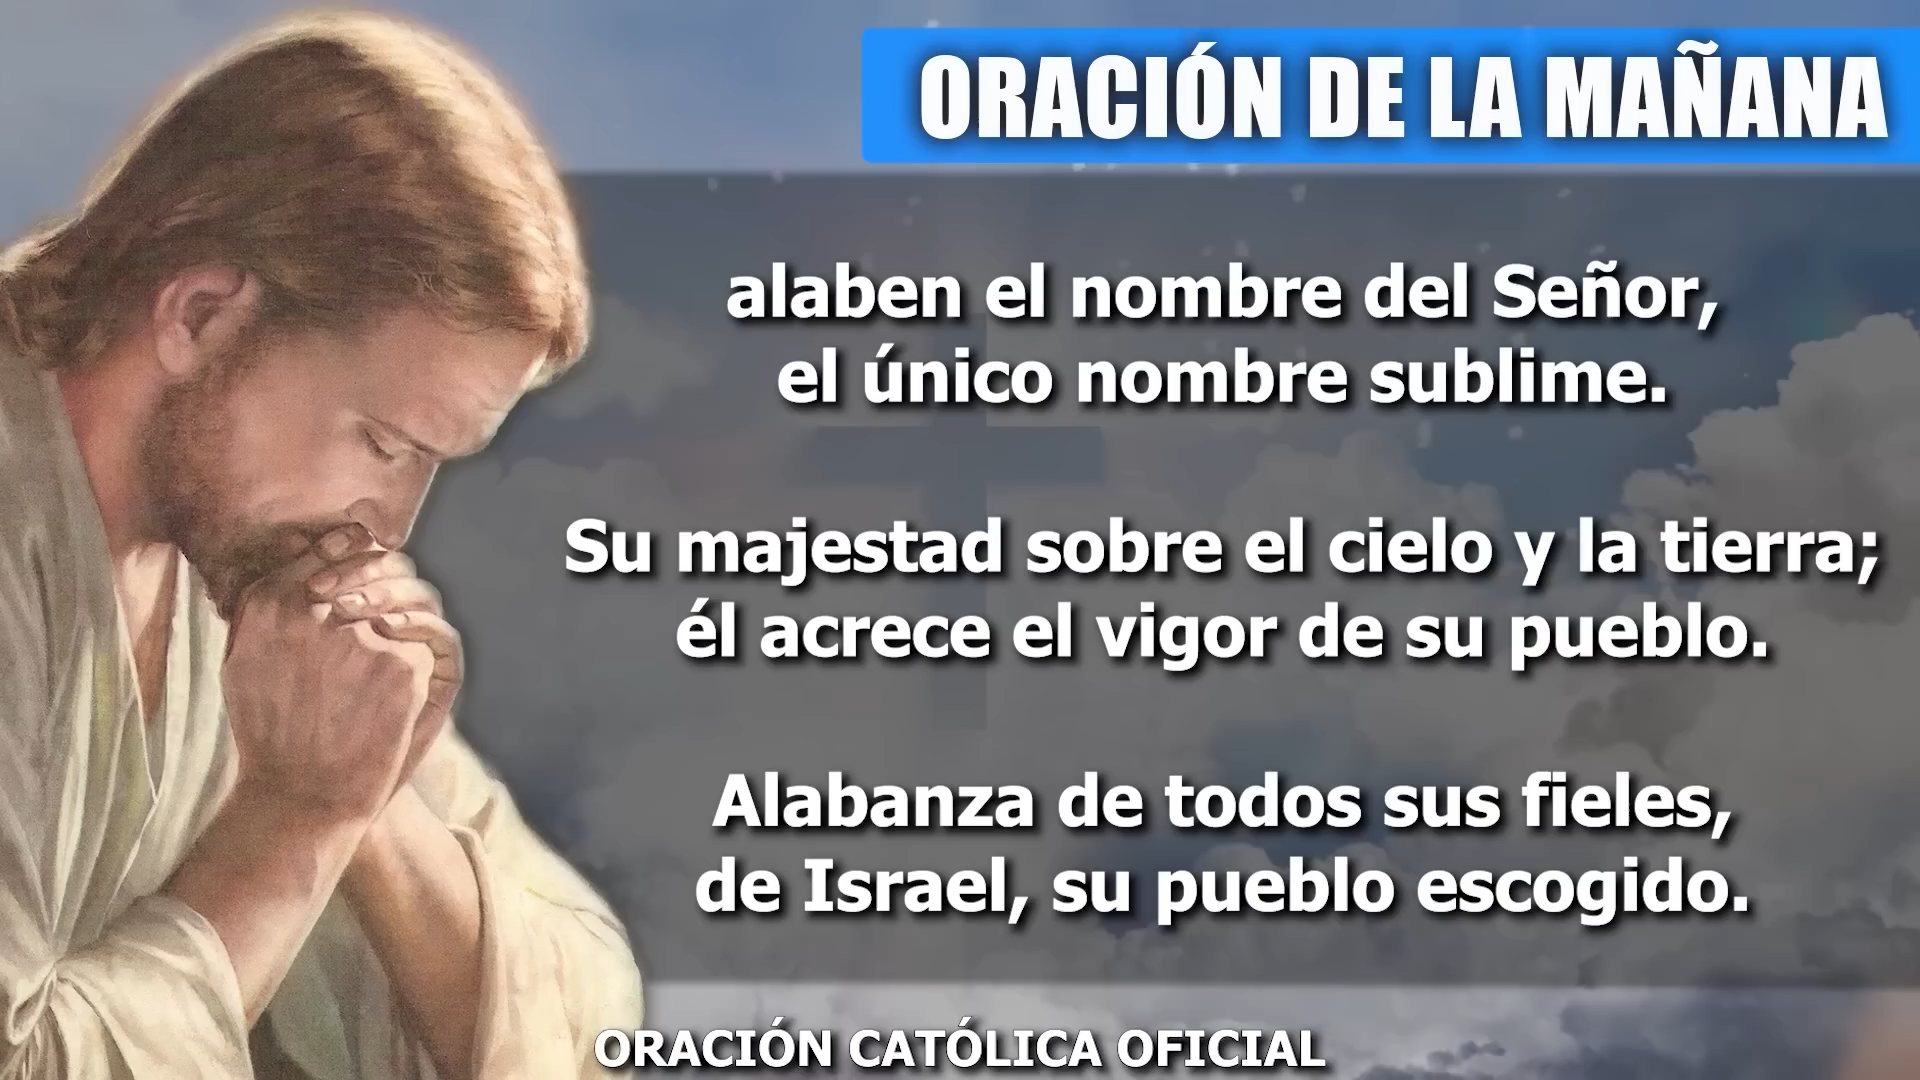 ORACIÓN DE LA MAÑANA
alaben el nombre del Señor,
el único nombre sublime.
Su majestad sobre el cielo y la tierra;
él acrece el vigor de su pueblo.
Alabanza de todos sus fieles,
de Israel, su pueblo escogido.
ORACIÓN CATÓLICA OFICIAL